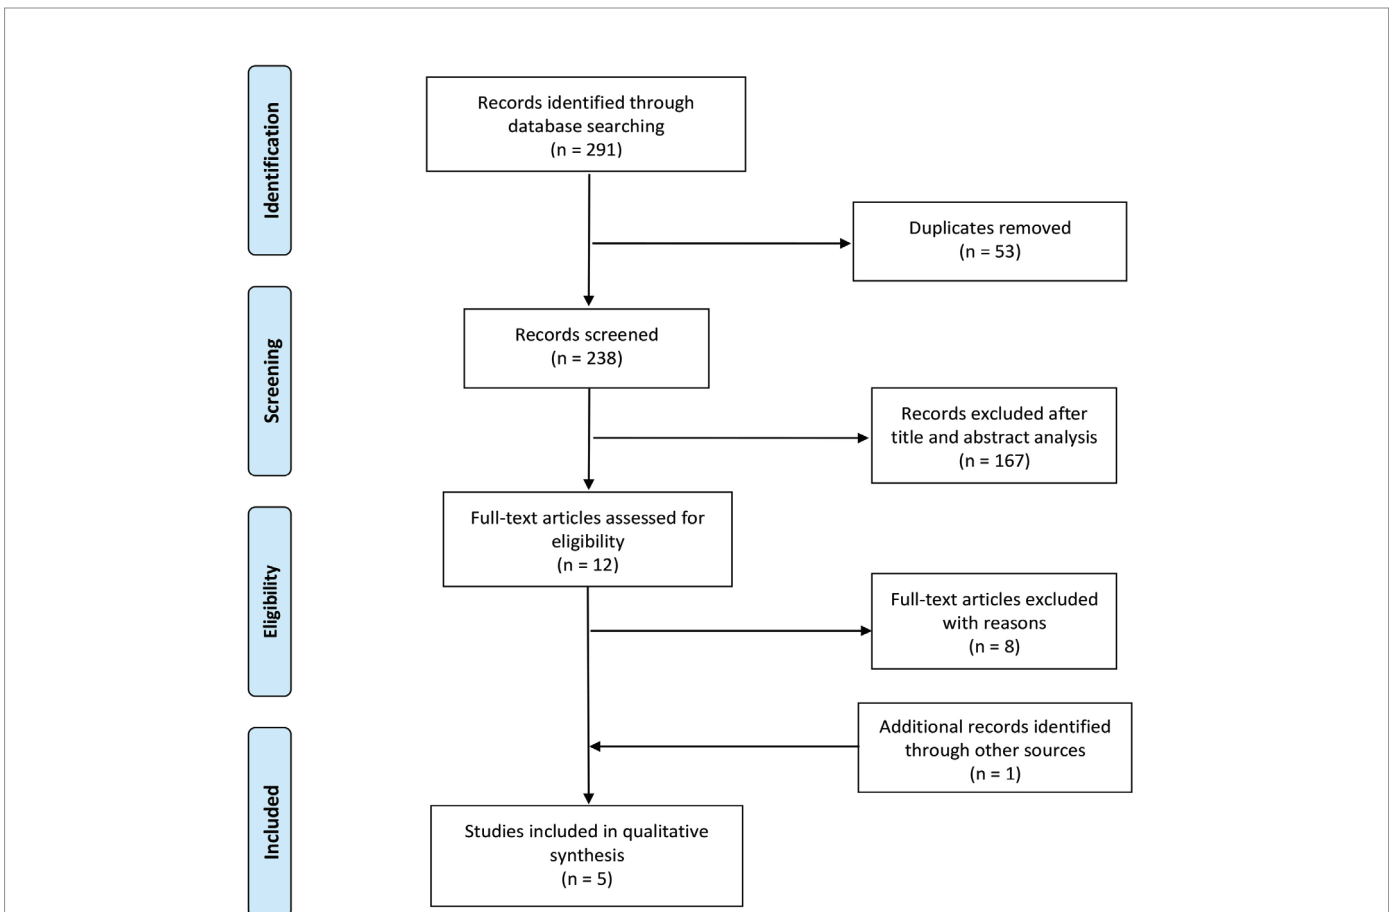 Identification
Records identified through
database searching
(n = 291)
Duplicates removed
(n = 53)
Screening
Records screened
(n = 238)
Records excluded after
title and abstract analysis
(n = 167)
Eligibility
Full-text articles assessed for
eligibility
(n = 12)
Full-text articles excluded
with reasons
(n = 8)
Additional records identified
through other sources
(n = 1)
Included
Studies included in qualitative
synthesis
(n = 5)